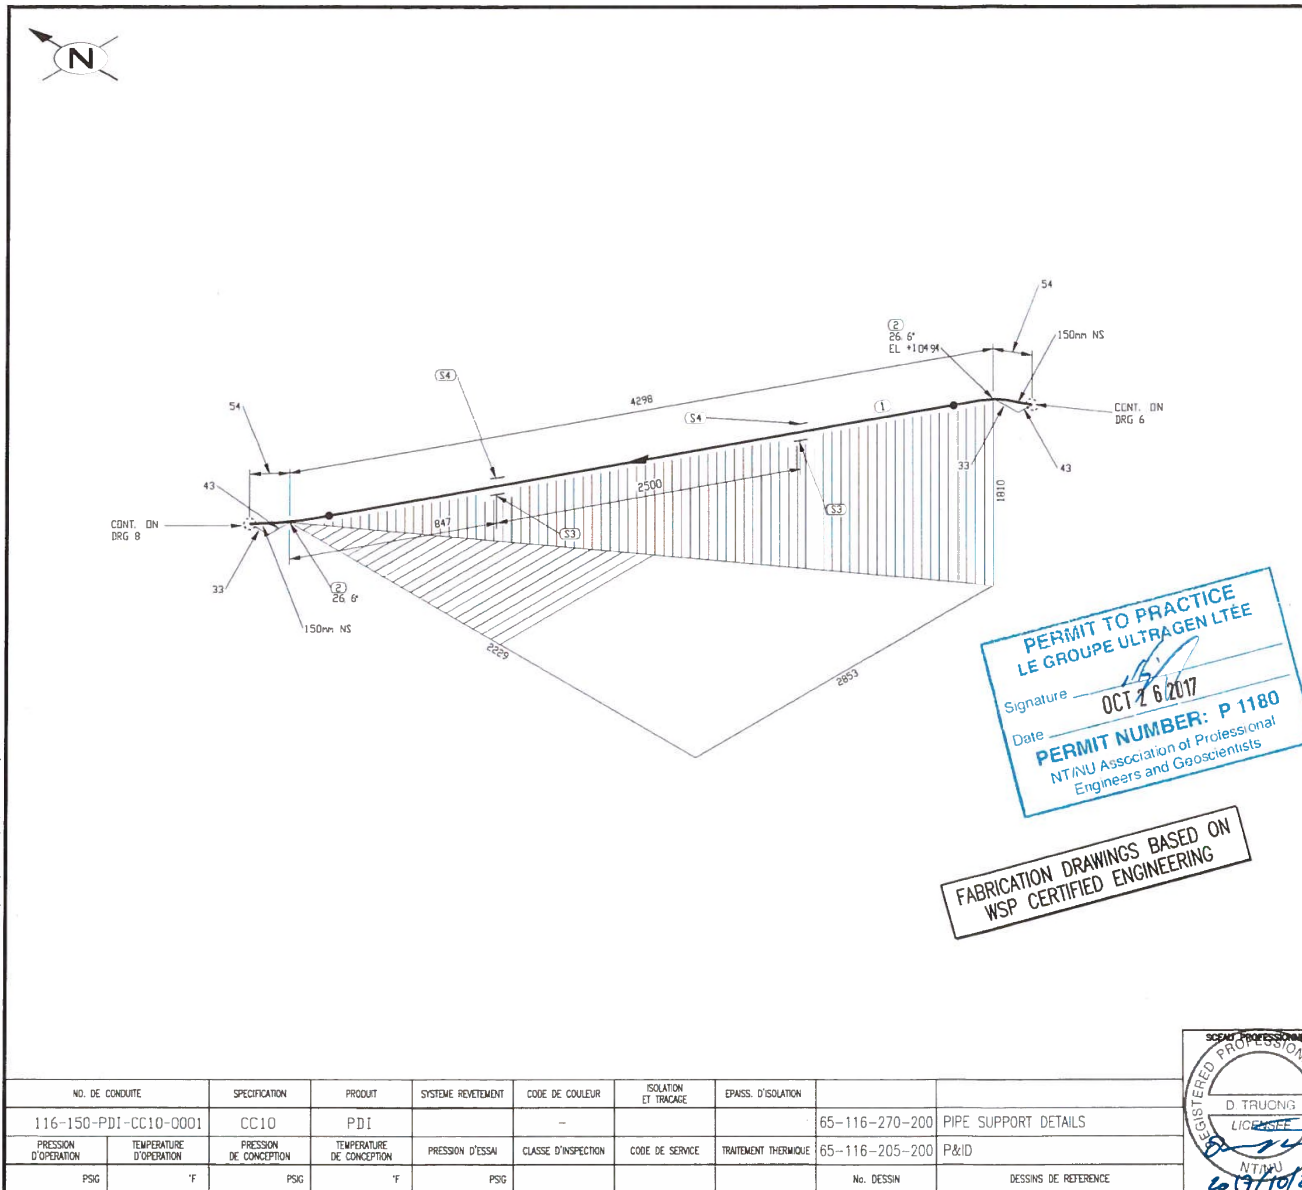 N
54
2
26.6°
EL +10494
150mm NS
S4
4298
54
S4
1
CONT. ON
DRG 6
33
43
43
2500
1810
CONT. ON
DRG 8
847
S3
S3
33
2
26.6°
150mm NS
2229
2853
PERMIT TO PRACTICE
LE GROUPE ULTRAGEN LTÉE
Signature
OCT 26 2017
Date
PERMIT NUMBER: P 1180
NT/NU Association of Professional
Engineers and Geoscientists
FABRICATION DRAWINGS BASED ON
WSP CERTIFIED ENGINEERING
SCEAU
REGISTERED PROFESSION
D. TRUONG
LICENSEE
NT/NU
NO. DE CONDUITE SPECIFICATION PRODUIT SYSTEME REVETEMENT CODE DE COULEUR ISOLATION ET TRACAGE EPAISS. D'ISOLATION
116-150-PDI-CC10-0001 CC10 PDI - 65-116-270-200 PIPE SUPPORT DETAILS
PRESSION D'OPERATION TEMPERATURE D'OPERATION PRESSION DE CONCEPTION TEMPERATURE DE CONCEPTION PRESSION D'ESSAI CLASSE D'INSPECTION CODE DE SERVICE TRAITEMENT THERMIQUE 65-116-205-200 P&ID
PSIG °F PSIG °F PSIG No. DESSIN DESSINS DE REFERENCE